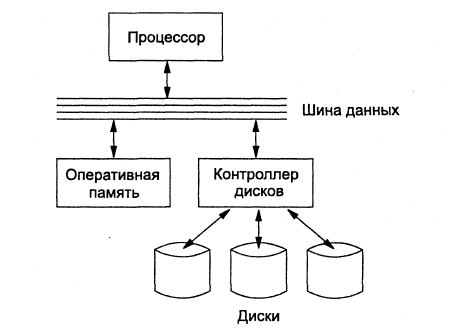 Процессор
Шина данных
Оперативная
память
Контроллер
дисков
Диски